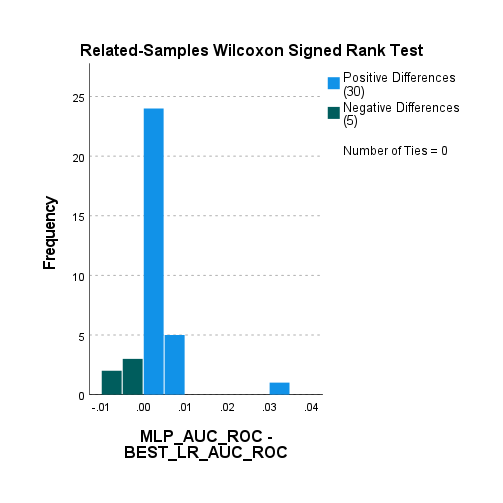 Related-Samples Wilcoxon Signed Rank Test
Positive Differences
(30)
Negative Differences
(5)
Number of Ties = 0
Frequency
25
20
15
10
5
0
-.01 .00 .01 .02 .03 .04
MLP_AUC_ROC -
BEST_LR_AUC_ROC